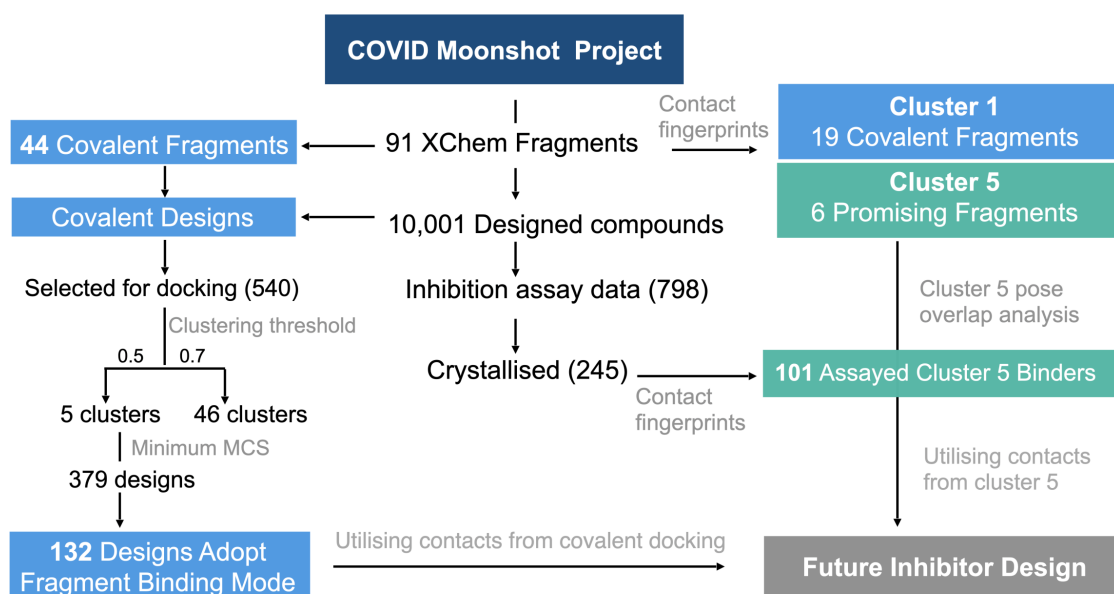 COVID Moonshot Project
Contact
fingerprints
Cluster 1
19 Covalent Fragments
44 Covalent Fragments
91 XChem Fragments
Cluster 5
6 Promising Fragments
Covalent Designs
10,001 Designed compounds
Selected for docking (540)
Inhibition assay data (798)
Cluster 5 pose
overlap analysis
Clustering threshold
0.5
0.7
Crystallised (245)
101 Assayed Cluster 5 Binders
Contact
fingerprints
5 clusters
46 clusters
Minimum MCS
379 designs
Utilising contacts
from cluster 5
132 Designs Adopt
Fragment Binding Mode
Utilising contacts from covalent docking
Future Inhibitor Design